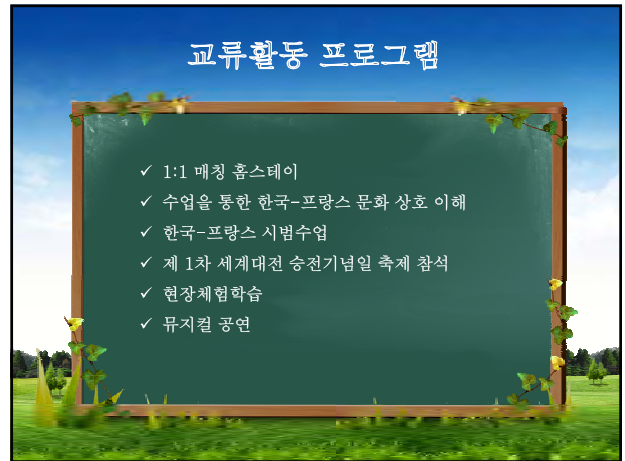 교류활동 프로그램
✓ 1:1 매칭 홈스테이
✓ 수업을 통한 한국-프랑스 문화 상호 이해
✓ 한국-프랑스 시범수업
✓ 제 1차 세계대전 승전기념일 축제 참석
✓ 현장체험학습
✓ 뮤지컬 공연